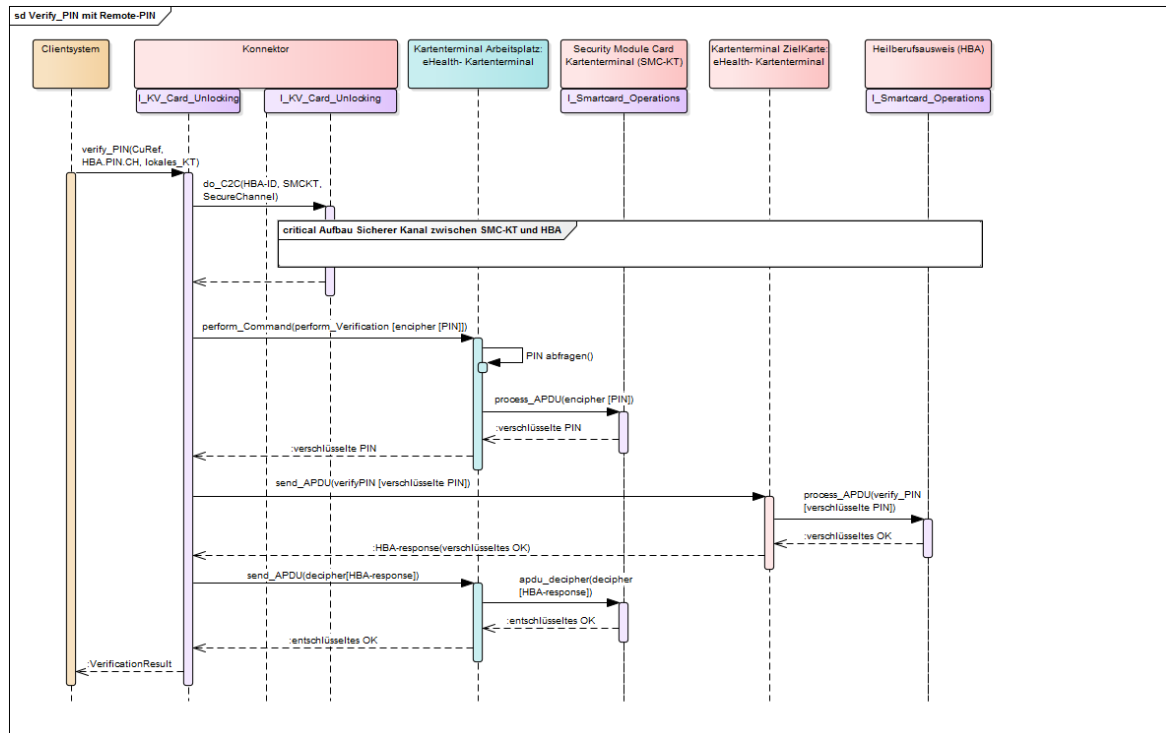 sd Verify_PIN mit Remote-PIN
Clientsystem
Konnektor
Kartenterminal Arbeitsplatz:
eHealth- Kartenterminal
Security Module Card
Kartenterminal (SMC-KT)
Kartenterminal ZielKarte:
eHealth- Kartenterminal
Heilberufsausweis (HBA)
I_KV_Card_Unlocking
I_KV_Card_Unlocking
I_Smartcard_Operations
I_Smartcard_Operations
verify_PIN(CuRef,
HBA.PIN.CH, lokales_KT)
do_C2C(HBA-ID, SMCKT,
SecureChannel)
critical Aufbau Sicherer Kanal zwischen SMC-KT und HBA
perform_Command(perform_Verification [encipher [PIN]])
PIN abfragen()
process_APDU(encipher [PIN])
:verschlüsselte PIN
:verschlüsselte PIN
send_APDU(verifyPIN [verschlüsselte PIN])
process_APDU(verify_PIN
[verschlüsselte PIN])
:verschlüsseltes OK
:HBA-response(verschlüsseltes OK)
send_APDU(decipher[HBA-response])
apdu_decipher(decipher
[HBA-response])
:entschlüsseltes OK
:entschlüsseltes OK
:VerificationResult